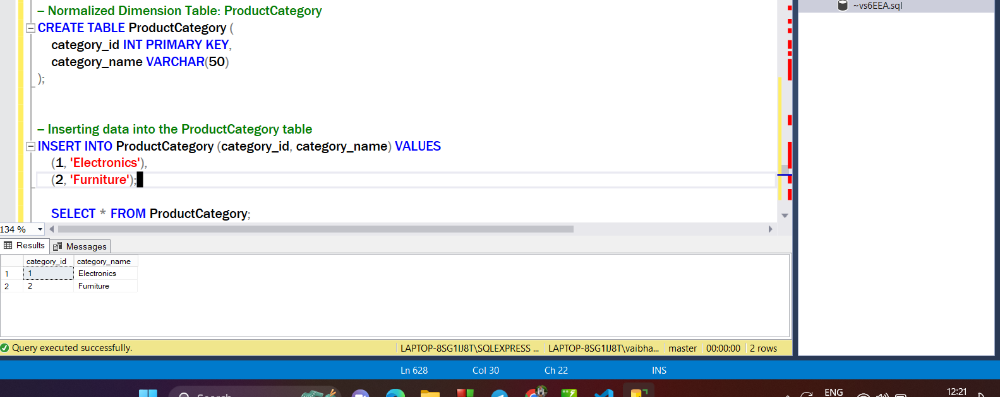 ~vs6EEA.sql
– Normalized Dimension Table: ProductCategory
CREATE TABLE ProductCategory (
category_id INT PRIMARY KEY,
category_name VARCHAR(50)
);
– Inserting data into the ProductCategory table
INSERT INTO ProductCategory (category_id, category_name) VALUES
(1, 'Electronics'),
(2, 'Furniture');
SELECT * FROM ProductCategory;
134 %
Results Messages
category_id category_name
1 1 Electronics
2 2 Furniture
Query executed successfully. LAPTOP-8SG1IJ8T\SQLEXPRESS ... LAPTOP-8SG1IJ8T\vaibha... master 00:00:00 2 rows
Ln 628 Col 30 Ch 22 INS
Search ENG 12:21